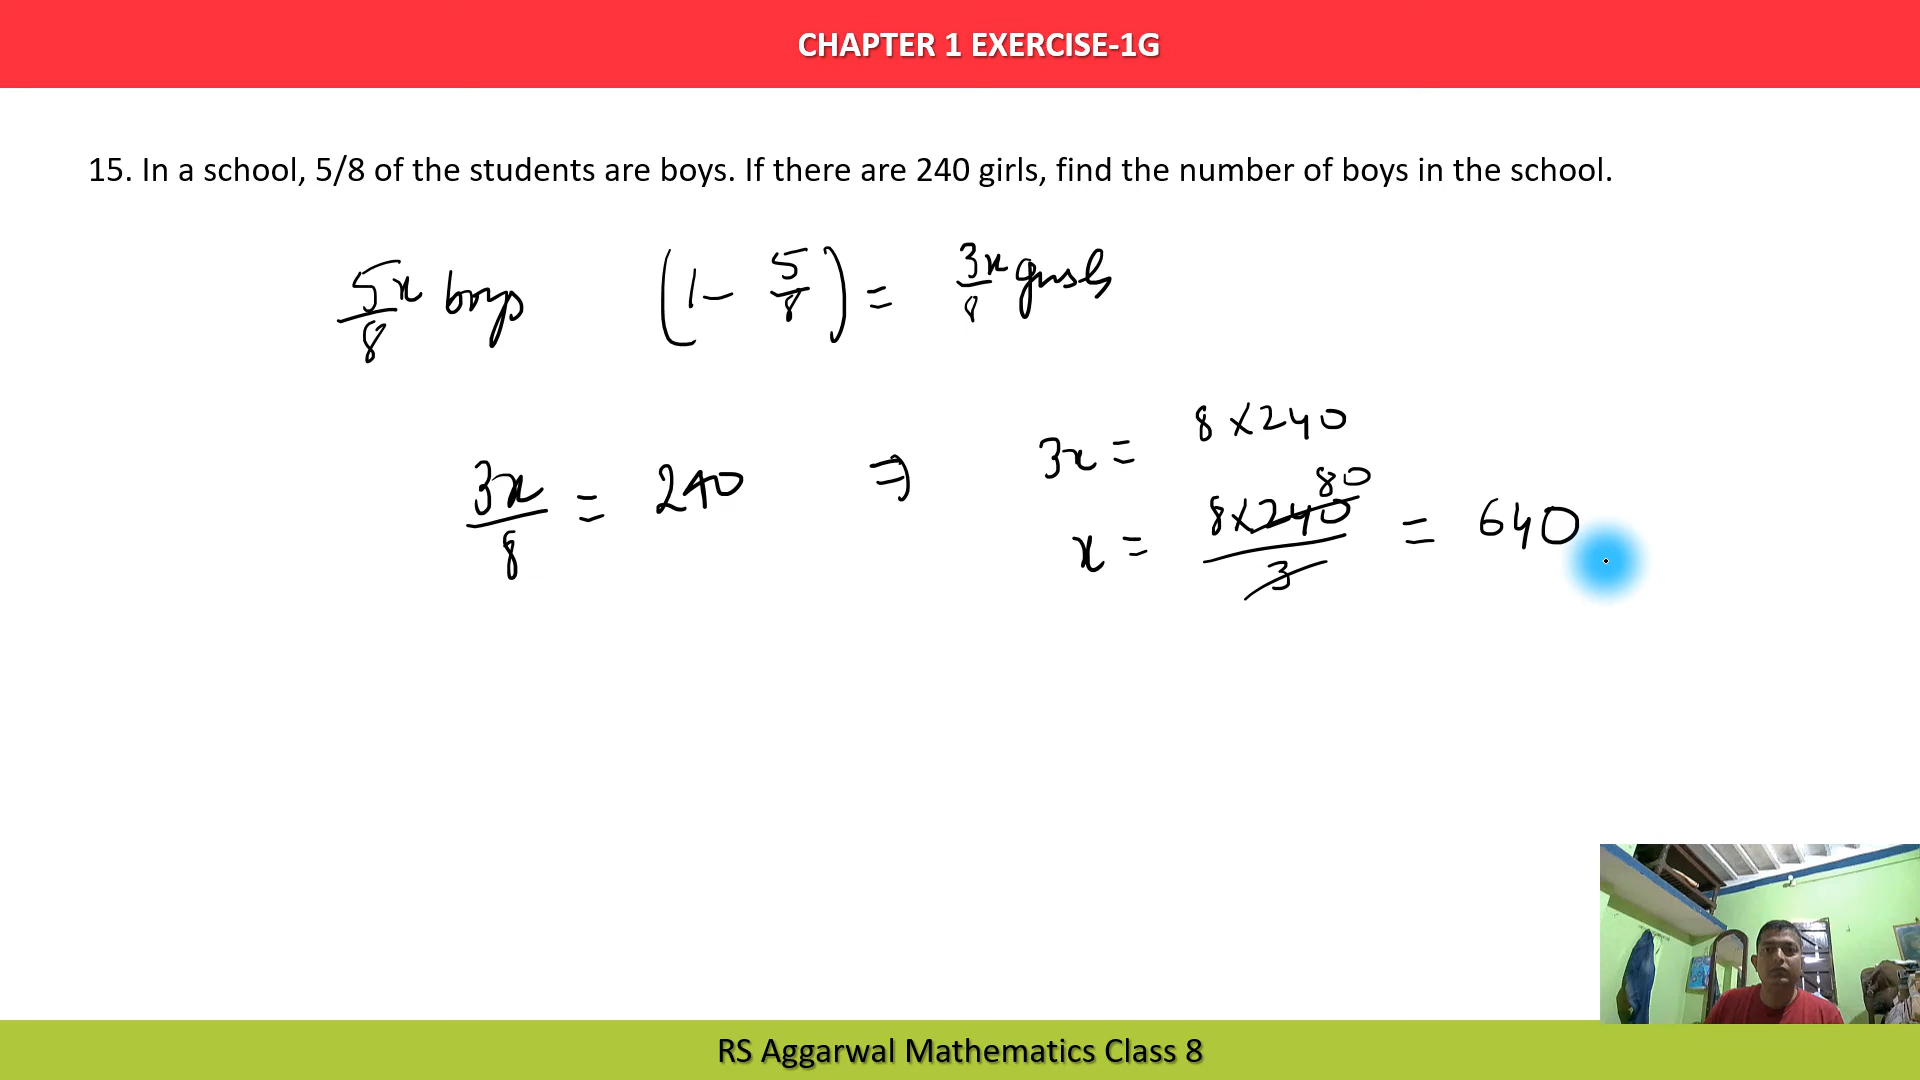 CHAPTER 1 EXERCISE-1G
15. In a school, 5/8 of the students are boys. If there are 240 girls, find the number of boys in the school.
5/8 x boys (1 - 5/8) = 3x/8 girls
3x/8 = 240 ⇒ 3x = 8 × 240
x = 8 × 240 / 3 = 640
80
RS Aggarwal Mathematics Class 8